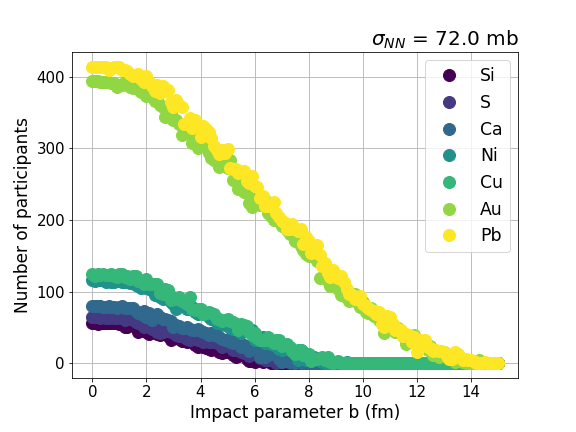 σ_NN = 72.0 mb
Number of participants
400
300
200
100
0
0 2 4 6 8 10 12 14
Impact parameter b (fm)
Si
S
Ca
Ni
Cu
Au
Pb